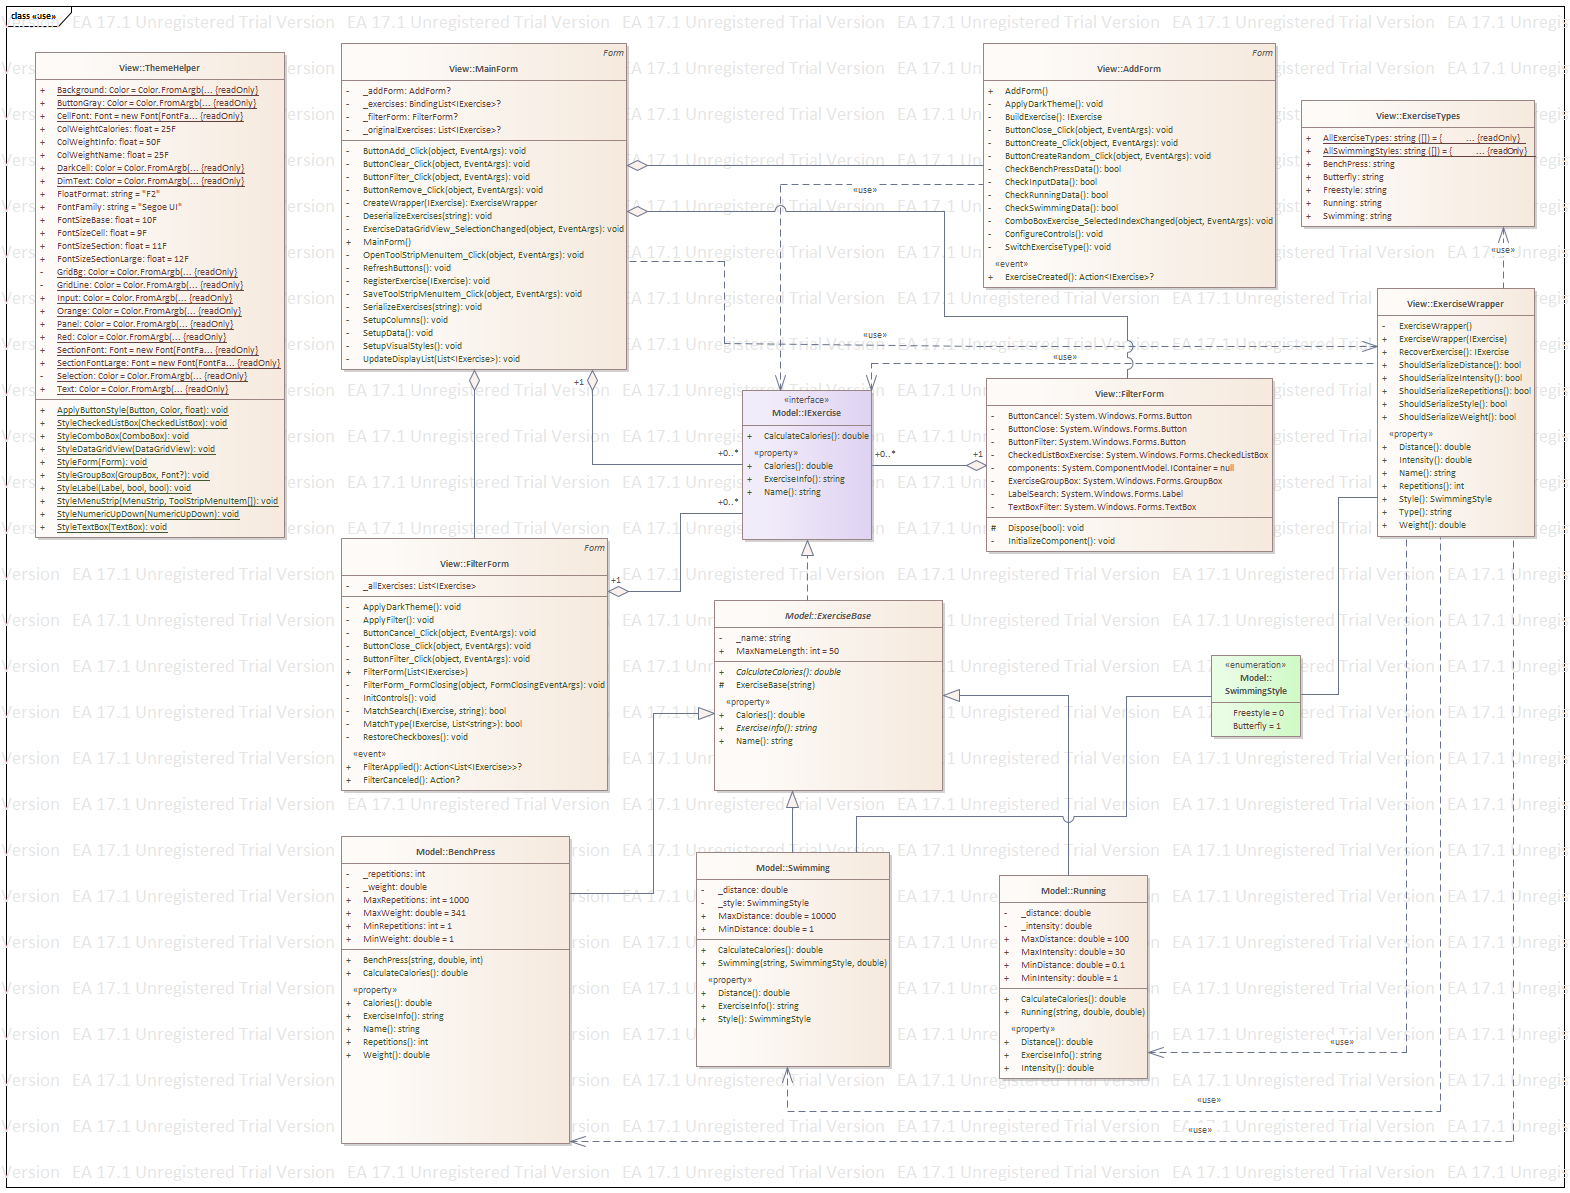 class «use»
View::ThemeHelper
+ Background: Color = Color.FromArgb(... {readOnly}
+ ButtonGray: Color = Color.FromArgb(... {readOnly}
+ CellFont: Font = new Font(FontFa... {readOnly}
+ ColWeightCalories: float = 25F
+ ColWeightInfo: float = 50F
+ ColWeightName: float = 25F
+ DarkCell: Color = Color.FromArgb(... {readOnly}
+ DimText: Color = Color.FromArgb(... {readOnly}
+ FloatFormat: string = "F2"
+ FontFamily: string = "Segoe UI"
+ FontSizeBase: float = 10F
+ FontSizeCell: float = 9F
+ FontSizeSection: float = 11F
+ FontSizeSectionLarge: float = 12F
- GridBg: Color = Color.FromArgb(... {readOnly}
- GridLine: Color = Color.FromArgb(... {readOnly}
+ Input: Color = Color.FromArgb(... {readOnly}
+ Orange: Color = Color.FromArgb(... {readOnly}
+ Panel: Color = Color.FromArgb(... {readOnly}
+ Red: Color = Color.FromArgb(... {readOnly}
+ SectionFont: Font = new Font(FontFa... {readOnly}
+ SectionFontLarge: Font = new Font(FontFa... {readOnly}
- Selection: Color = Color.FromArgb(... {readOnly}
+ Text: Color = Color.FromArgb(... {readOnly}
+ ApplyButtonStyle(Button, Color, float): void
+ StyleCheckedListBox(CheckedListBox): void
+ StyleComboBox(ComboBox): void
+ StyleDataGridView(DataGridView): void
+ StyleForm(Form): void
+ StyleGroupBox(GroupBox, Font?): void
+ StyleLabel(Label, bool, bool): void
+ StyleMenuStrip(MenuStrip, ToolStripMenuItem[]): void
+ StyleNumericUpDown(NumericUpDown): void
+ StyleTextBox(TextBox): void
Form
View::MainForm
- _addForm: AddForm?
- _exercises: BindingList<IExercise>?
- _filterForm: FilterForm?
- _originalExercises: List<IExercise>?
- ButtonAdd_Click(object, EventArgs): void
- ButtonClear_Click(object, EventArgs): void
- ButtonFilter_Click(object, EventArgs): void
- ButtonRemove_Click(object, EventArgs): void
- CreateWrapper(IExercise): ExerciseWrapper
- DeserializeExercises(string): void
- ExerciseDataGridView_SelectionChanged(object, EventArgs): void
+ MainForm()
- OpenToolStripMenuItem_Click(object, EventArgs): void
- RefreshButtons(): void
- RegisterExercise(IExercise): void
- SaveToolStripMenuItem_Click(object, EventArgs): void
- SerializeExercises(string): void
- SetupColumns(): void
- SetupData(): void
- SetupVisualStyles(): void
- UpdateDisplayList(List<IExercise>): void
Form
View::AddForm
+ AddForm()
- ApplyDarkTheme(): void
- BuildExercise(): IExercise
- ButtonClose_Click(object, EventArgs): void
- ButtonCreate_Click(object, EventArgs): void
- ButtonCreateRandom_Click(object, EventArgs): void
- CheckBenchPressData(): bool
- CheckInputData(): bool
- CheckRunningData(): bool
- CheckSwimmingData(): bool
- ComboBoxExercise_SelectedIndexChanged(object, EventArgs): void
- ConfigureControls(): void
- SwitchExerciseType(): void
«event»
+ ExerciseCreated(): Action<IExercise>?
View::ExerciseTypes
+ AllExerciseTypes: string ([]) = { ... {readOnly}
+ AllSwimmingStyles: string ([]) = { ... {readOnly}
+ BenchPress: string
+ Butterfly: string
+ Freestyle: string
+ Running: string
+ Swimming: string
«use»
«use»
«use»
«use»
View::ExerciseWrapper
- ExerciseWrapper()
+ ExerciseWrapper(IExercise)
+ RecoverExercise(): IExercise
+ ShouldSerializeDistance(): bool
+ ShouldSerializeIntensity(): bool
+ ShouldSerializeRepetitions(): bool
+ ShouldSerializeStyle(): bool
+ ShouldSerializeWeight(): bool
«property»
+ Distance(): double
+ Intensity(): double
+ Name(): string
+ Repetitions(): int
+ Style(): SwimmingStyle
+ Type(): string
+ Weight(): double
+1
«interface»
Model::IExercise
+ CalculateCalories(): double
«property»
+ Calories(): double
+ ExerciseInfo(): string
+ Name(): string
+0..*
+0..*
+0..*
+1
View::FilterForm
- ButtonCancel: System.Windows.Forms.Button
- ButtonClose: System.Windows.Forms.Button
- ButtonFilter: System.Windows.Forms.Button
- CheckedListBoxExercise: System.Windows.Forms.CheckedListBox
- components: System.ComponentModel.IContainer = null
- ExerciseGroupBox: System.Windows.Forms.GroupBox
- LabelSearch: System.Windows.Forms.Label
- TextBoxFilter: System.Windows.Forms.TextBox
# Dispose(bool): void
- InitializeComponent(): void
Form
View::FilterForm
- _allExercises: List<IExercise>
- ApplyDarkTheme(): void
- ApplyFilter(): void
- ButtonCancel_Click(object, EventArgs): void
- ButtonClose_Click(object, EventArgs): void
- ButtonFilter_Click(object, EventArgs): void
+ FilterForm(List<IExercise>)
- FilterForm_FormClosing(object, FormClosingEventArgs): void
- InitControls(): void
- MatchSearch(IExercise, string): bool
- MatchType(IExercise, List<string>): bool
- RestoreCheckboxes(): void
«event»
+ FilterApplied(): Action<List<IExercise>>?
+ FilterCanceled(): Action?
+1
Model::ExerciseBase
- _name: string
+ MaxNameLength: int = 50
+ CalculateCalories(): double
# ExerciseBase(string)
«property»
+ Calories(): double
+ ExerciseInfo(): string
+ Name(): string
«enumeration»
Model::
SwimmingStyle
Freestyle = 0
Butterfly = 1
Model::BenchPress
- _repetitions: int
- _weight: double
+ MaxRepetitions: int = 1000
+ MaxWeight: double = 341
+ MinRepetitions: int = 1
+ MinWeight: double = 1
+ BenchPress(string, double, int)
+ CalculateCalories(): double
«property»
+ Calories(): double
+ ExerciseInfo(): string
+ Name(): string
+ Repetitions(): int
+ Weight(): double
Model::Swimming
- _distance: double
- _style: SwimmingStyle
+ MaxDistance: double = 10000
+ MinDistance: double = 1
+ CalculateCalories(): double
+ Swimming(string, SwimmingStyle, double)
«property»
+ Distance(): double
+ ExerciseInfo(): string
+ Style(): SwimmingStyle
Model::Running
- _distance: double
- _intensity: double
+ MaxDistance: double = 100
+ MaxIntensity: double = 30
+ MinDistance: double = 0.1
+ MinIntensity: double = 1
+ CalculateCalories(): double
+ Running(string, double, double)
«property»
+ Distance(): double
+ ExerciseInfo(): string
+ Intensity(): double
«use»
«use»
«use»
EA 17.1 Unregistered Trial Version